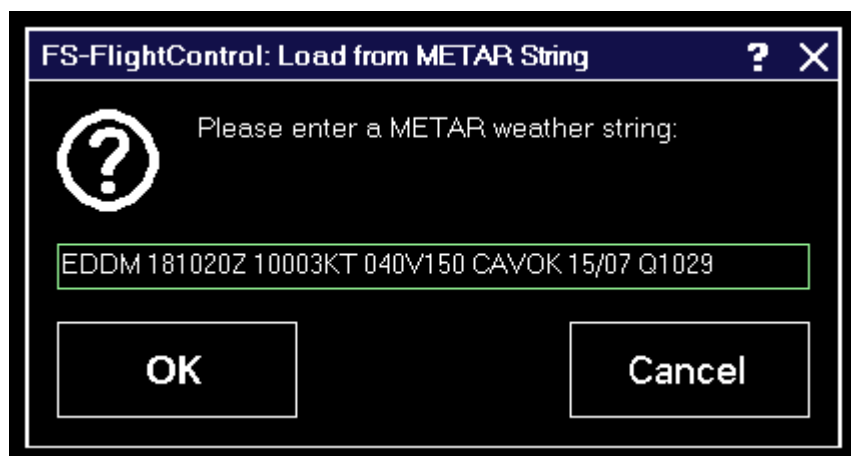 FS-FlightControl: Load from METAR String ? X
?
Please enter a METAR weather string:
EDDM 181020Z 10003KT 040V150 CAVOK 15/07 Q1029
OK Cancel